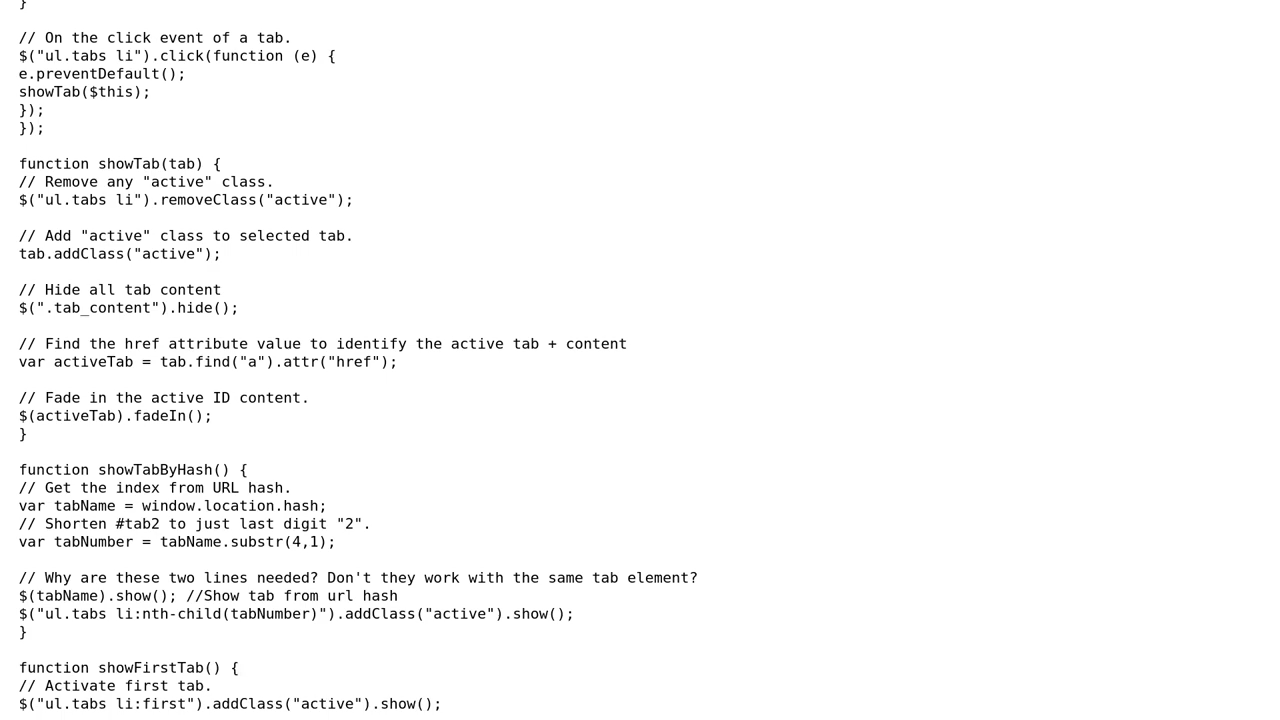 }
// On the click event of a tab.
$("ul.tabs li").click(function (e) {
e.preventDefault();
showTab($this);
});
});
function showTab(tab) {
// Remove any "active" class.
$("ul.tabs li").removeClass("active");
// Add "active" class to selected tab.
tab.addClass("active");
// Hide all tab content
$(".tab_content").hide();
// Find the href attribute value to identify the active tab + content
var activeTab = tab.find("a").attr("href");
// Fade in the active ID content.
$(activeTab).fadeIn();
}
function showTabByHash() {
// Get the index from URL hash.
var tabName = window.location.hash;
// Shorten #tab2 to just last digit "2".
var tabNumber = tabName.substr(4,1);
// Why are these two lines needed? Don't they work with the same tab element?
$(tabName).show(); //Show tab from url hash
$("ul.tabs li:nth-child(tabNumber)").addClass("active").show();
}
function showFirstTab() {
// Activate first tab.
$("ul.tabs li:first").addClass("active").show();